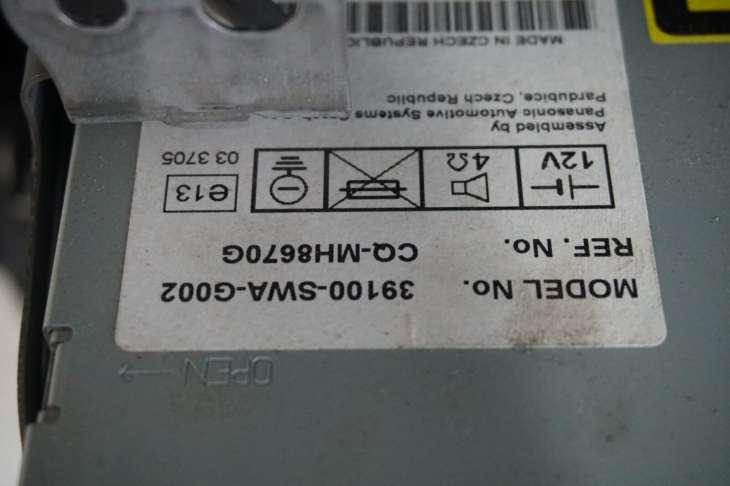 OPEN
MODEL No. 39100-SWA-G002
REF. No. CQ-MH8670G
12V 4Ω e13
03 3705
Assembled by
Panasonic Automotive Systems
Pardubice, Czech Republic
MADE IN CZECH REPUBLIC